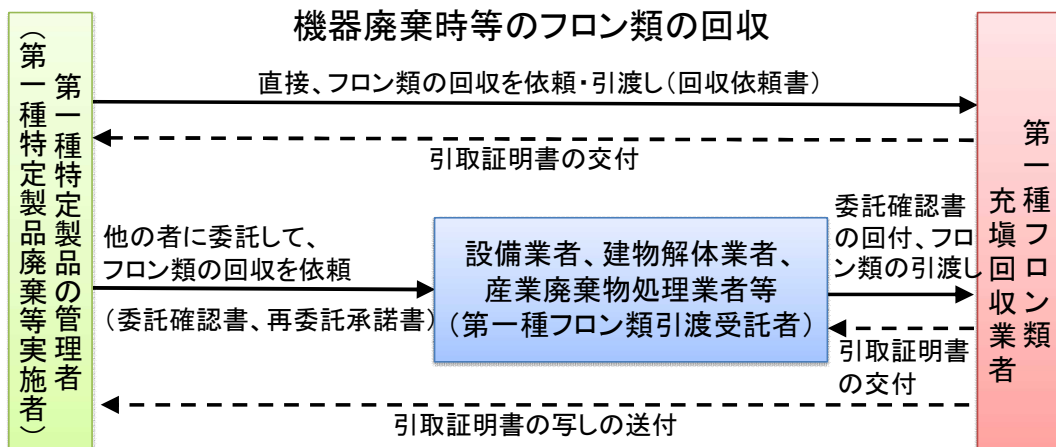 機器廃棄時等のフロン類の回収
第一種特定製品の管理者
（第一種特定製品廃棄等実施者）
直接、フロン類の回収を依頼・引渡し（回収依頼書）
引取証明書の交付
他の者に委託して、
フロン類の回収を依頼
（委託確認書、再委託承諾書）
設備業者、建物解体業者、
産業廃棄物処理業者等
（第一種フロン類引渡受託者）
委託確認書
の回付、フロ
ン類の引渡し
引取証明書
の交付
引取証明書の写しの送付
第一種フロン類
充塡回収業者